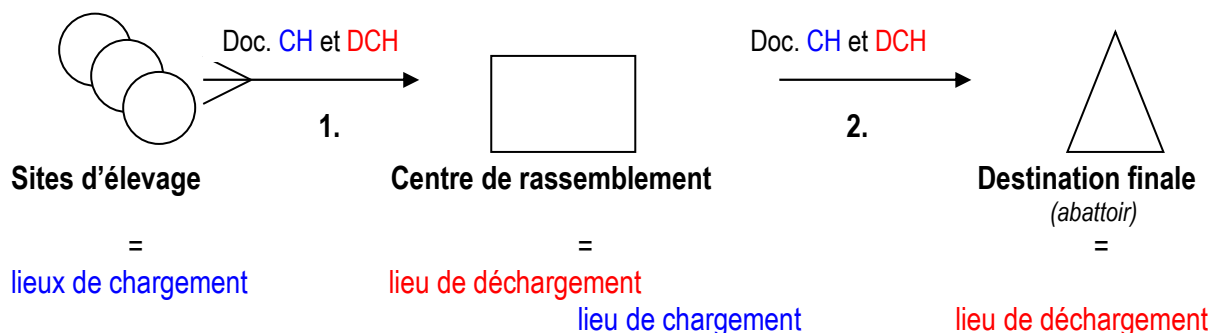 Doc. CH et DCH
Doc. CH et DCH
1.
2.
Sites d'élevage
Centre de rassemblement
Destination finale
(abattoir)
=
=
=
lieux de chargement
lieu de déchargement
lieu de chargement
lieu de déchargement